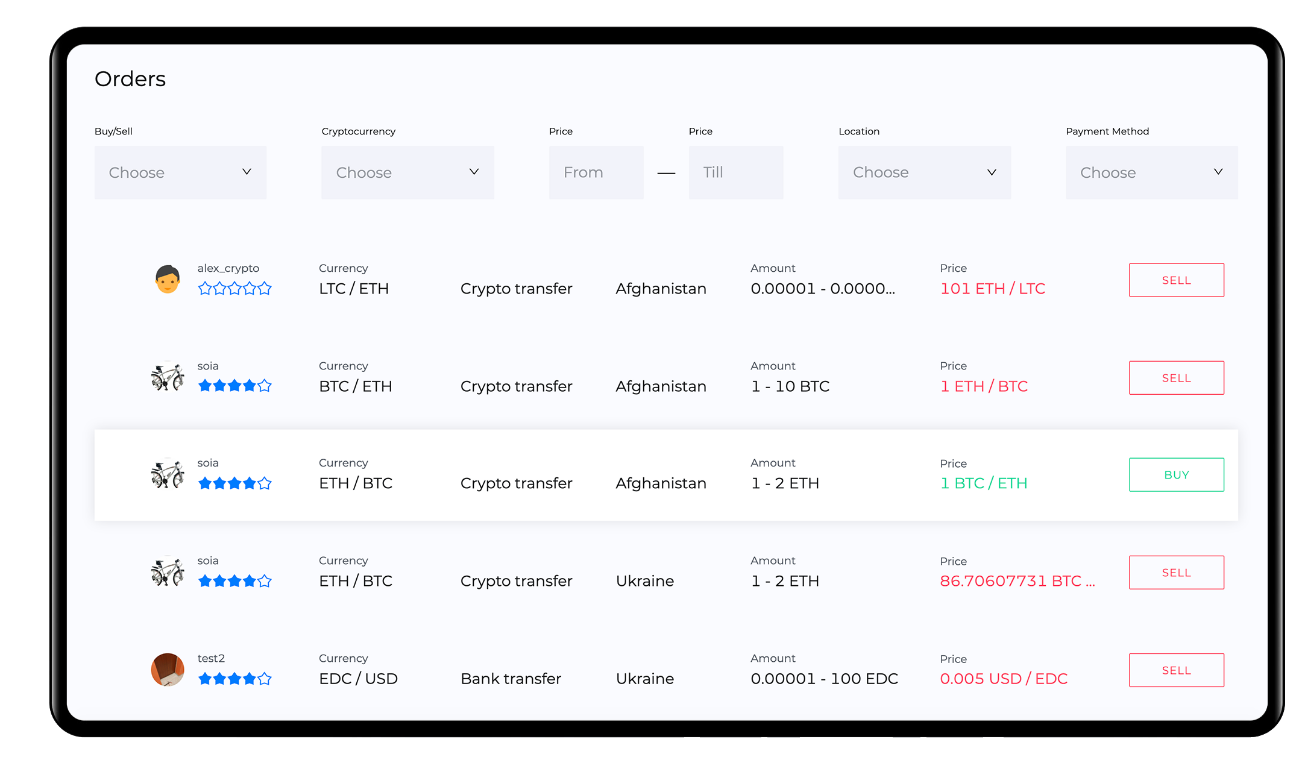 Orders
Buy/Sell Cryptocurrency Price Price Location Payment Method
Choose Choose From — Till Choose Choose
alex_crypto Currency Amount Price
LTC / ETH Crypto transfer Afghanistan 0.00001 - 0.0000... 101 ETH / LTC SELL
soia Currency Amount Price
BTC / ETH Crypto transfer Afghanistan 1 - 10 BTC 1 ETH / BTC SELL
soia Currency Amount Price
ETH / BTC Crypto transfer Afghanistan 1 - 2 ETH 1 BTC / ETH BUY
soia Currency Amount Price
ETH / BTC Crypto transfer Ukraine 1 - 2 ETH 86.70607731 BTC ... SELL
test2 Currency Amount Price
EDC / USD Bank transfer Ukraine 0.00001 - 100 EDC 0.005 USD / EDC SELL